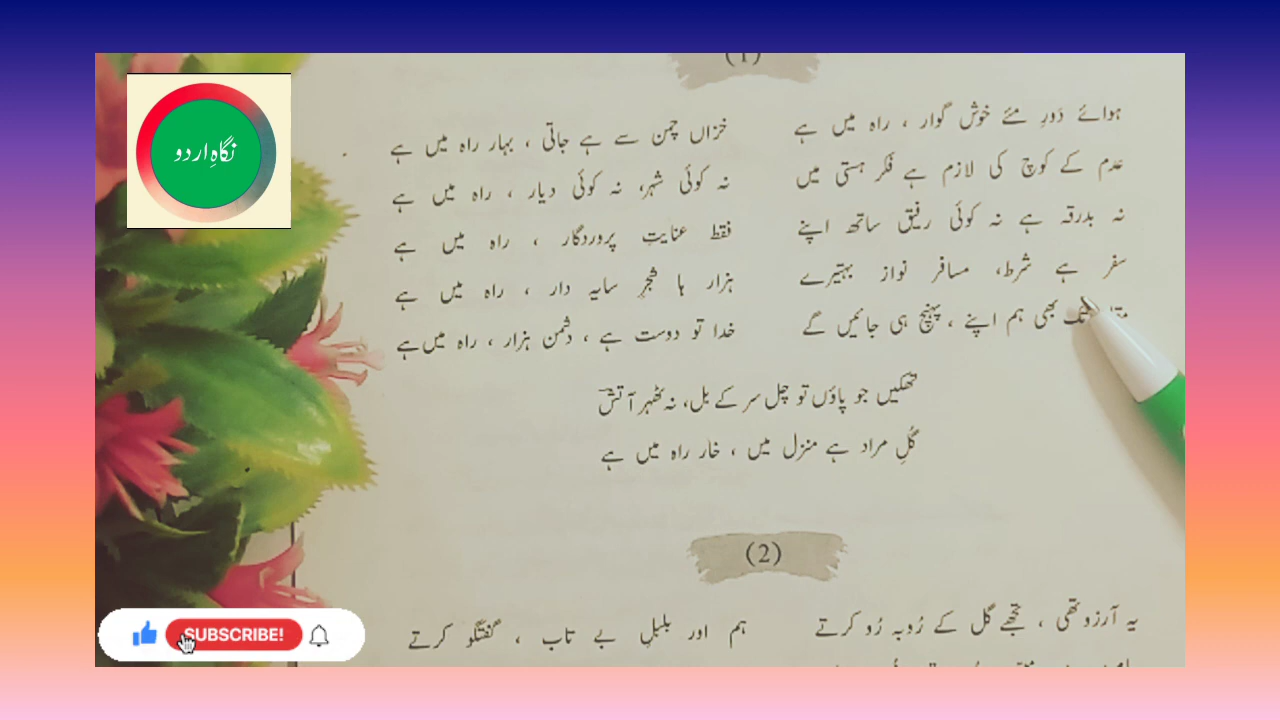 نگاہِ اردو
(1)
ہوائے دَورِ مئے خوش گوار ، راہ میں ہے
خزاں چمن سے ہے جاتی ، بہار راہ میں ہے
عدم کے کوچ کی لازم ہے فکر ہستی میں
نہ کوئی شہر، نہ کوئی دیار ، راہ میں ہے
نہ بدرقہ ہے نہ کوئی رفیق ساتھ اپنے
فقط عنایتِ پروردگار ، راہ میں ہے
سفر ہے شرط، مسافر نواز بہتیرے
ہزار ہا شجرِ سایہ دار ، راہ میں ہے
تک بھی ہم اپنے ، پہنچ ہی جائیں گے
خدا تو دوست ہے ، دشمن ہزار ، راہ میں ہے
تھکیں جو پاؤں تو چل سر کے بل، نہ ٹھہر آتشؔ
گُلِ مراد ہے منزل میں ، خار راہ میں ہے
(2)
یہ آرزو تھی ، تجھے گل کے رُوبہ رُو کرتے
ہم اور بلبلِ بے تاب ، گفتگو کرتے
SUBSCRIBE!